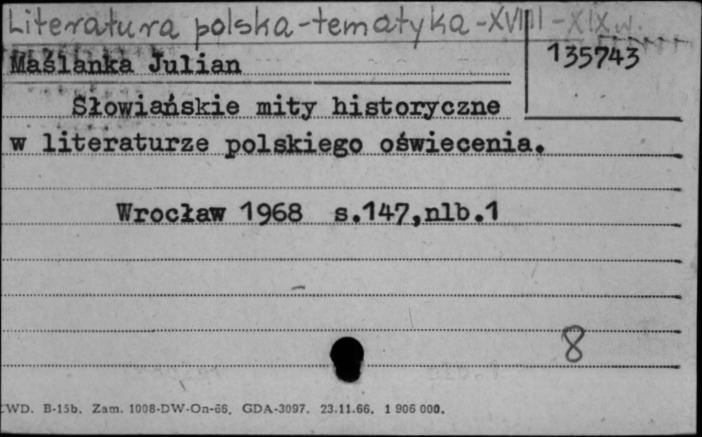 Literatura polska-tematyka-XVIII-XIX w.
135743
Maślanka Julian
Słowiańskie mity historyczne
w literaturze polskiego oświecenia.
Wrocław 1968 s.147,nlb.1
8
WD. B-15b. Zam. 1008-DW-On-66. GDA-3097. 23.11.66. 1 906 000.